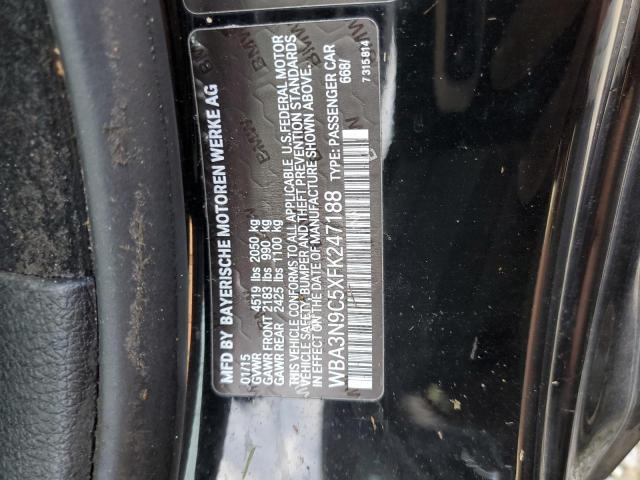 MFD BY BAYERISCHE MOTOREN WERKE AG
01/15
GVWR 4519 lbs 2050 kg
GAWR FRONT 2183 lbs 990 kg
GAWR REAR 2425 lbs 1100 kg
THIS VEHICLE CONFORMS TO ALL APPLICABLE U.S.FEDERAL MOTOR
VEHICLE SAFETY, BUMPER AND THEFT PREVENTION STANDARDS
IN EFFECT ON THE DATE OF MANUFACTURE SHOWN ABOVE.
WBA3N9C5XFK247188 TYPE: PASSENGER CAR
668/
7 315 814